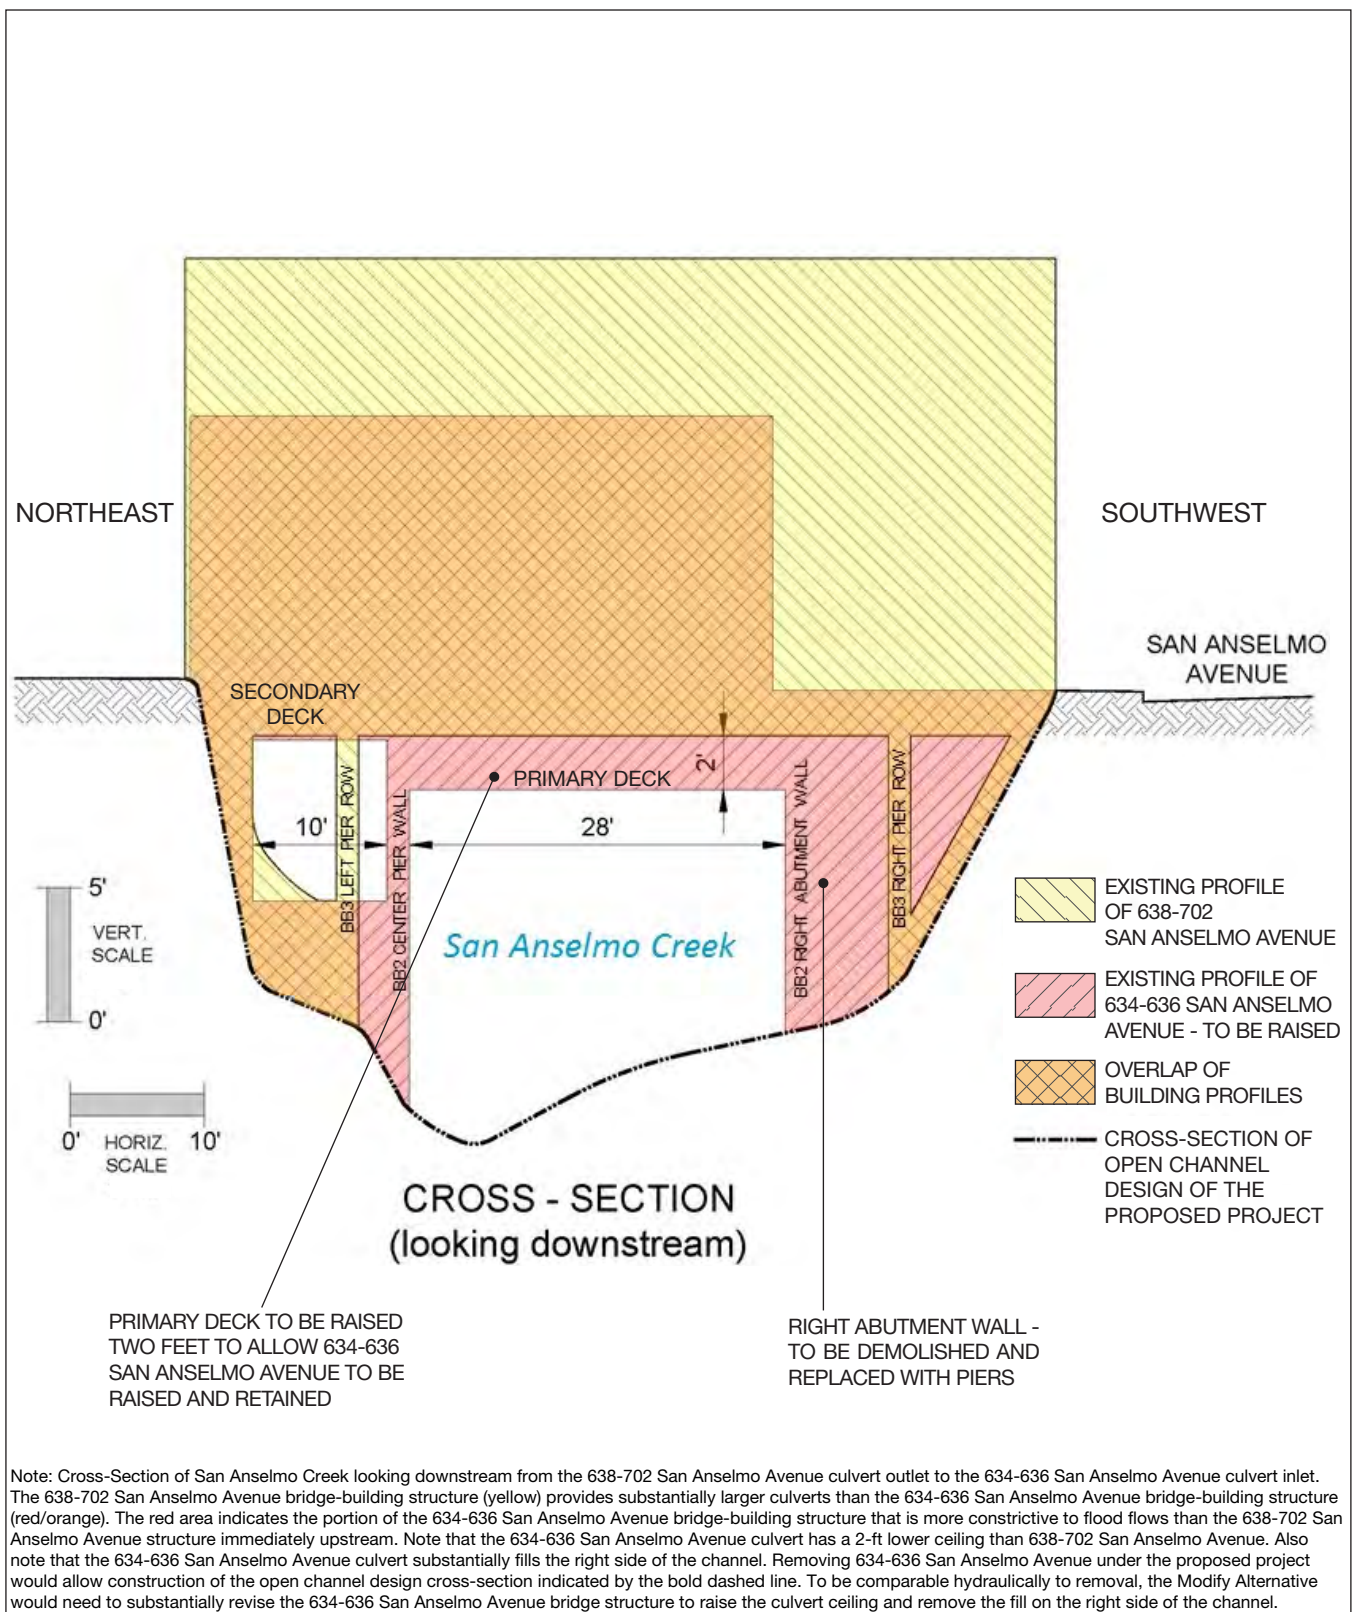 NORTHEAST
SOUTHWEST
SAN ANSELMO
AVENUE
SECONDARY
DECK
PRIMARY DECK
2'
10'
28'
BB3 LEFT PIER ROW
BB2 CENTER PIER WALL
BB2 RIGHT ABUTMENT WALL
BB3 RIGHT PIER ROW
San Anselmo Creek
5'
VERT.
SCALE
0'
0' HORIZ. 10'
SCALE
EXISTING PROFILE
OF 638-702
SAN ANSELMO AVENUE
EXISTING PROFILE OF
634-636 SAN ANSELMO
AVENUE - TO BE RAISED
OVERLAP OF
BUILDING PROFILES
CROSS-SECTION OF
OPEN CHANNEL
DESIGN OF THE
PROPOSED PROJECT
CROSS - SECTION
(looking downstream)
PRIMARY DECK TO BE RAISED
TWO FEET TO ALLOW 634-636
SAN ANSELMO AVENUE TO BE
RAISED AND RETAINED
RIGHT ABUTMENT WALL -
TO BE DEMOLISHED AND
REPLACED WITH PIERS
Note: Cross-Section of San Anselmo Creek looking downstream from the 638-702 San Anselmo Avenue culvert outlet to the 634-636 San Anselmo Avenue culvert inlet.
The 638-702 San Anselmo Avenue bridge-building structure (yellow) provides substantially larger culverts than the 634-636 San Anselmo Avenue bridge-building structure
(red/orange). The red area indicates the portion of the 634-636 San Anselmo Avenue bridge-building structure that is more constrictive to flood flows than the 638-702 San
Anselmo Avenue structure immediately upstream. Note that the 634-636 San Anselmo Avenue culvert has a 2-ft lower ceiling than 638-702 San Anselmo Avenue. Also
note that the 634-636 San Anselmo Avenue culvert substantially fills the right side of the channel. Removing 634-636 San Anselmo Avenue under the proposed project
would allow construction of the open channel design cross-section indicated by the bold dashed line. To be comparable hydraulically to removal, the Modify Alternative
would need to substantially revise the 634-636 San Anselmo Avenue bridge structure to raise the culvert ceiling and remove the fill on the right side of the channel.